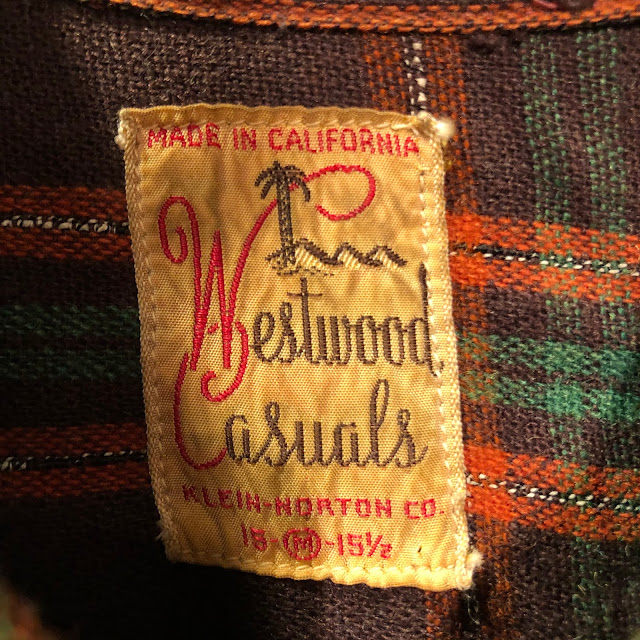 MADE IN CALIFORNIA
Westwood
Casuals
KLEIN-NORTON CO.
15-M-15½